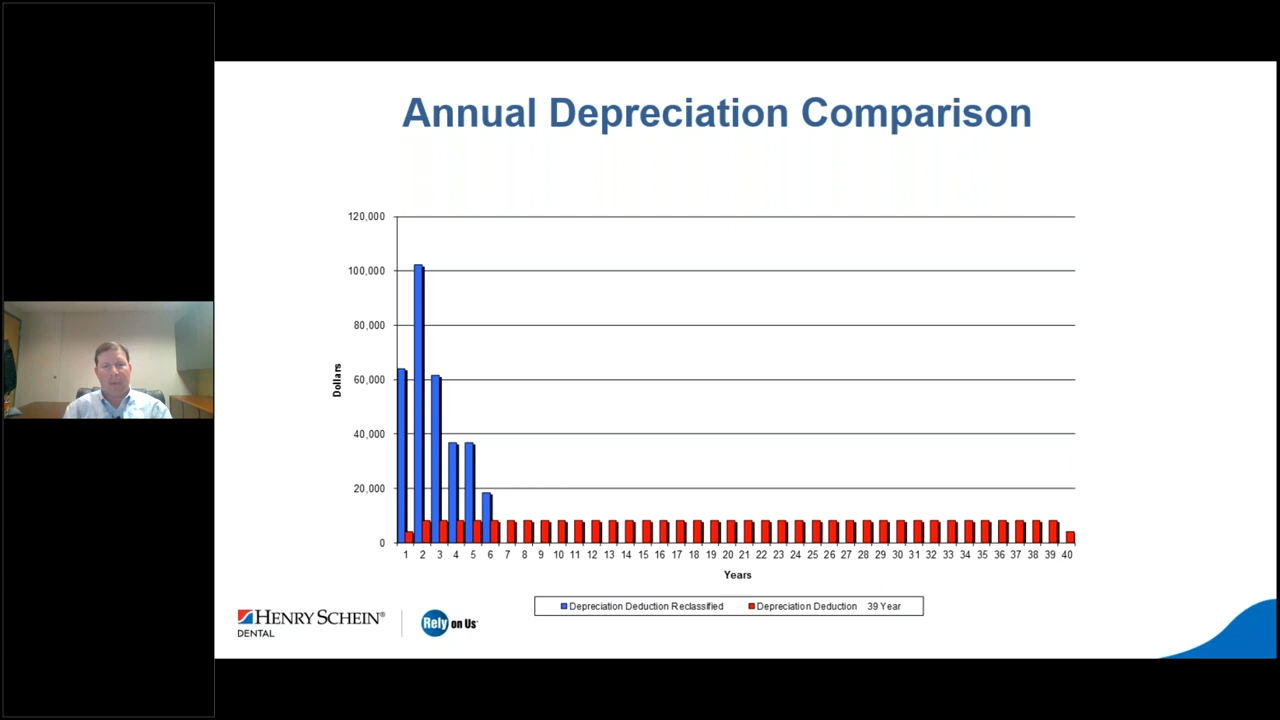 Annual Depreciation Comparison
120,000
100,000
80,000
60,000
40,000
20,000
0
Dollars
1 2 3 4 5 6 7 8 9 10 11 12 13 14 15 16 17 18 19 20 21 22 23 24 25 26 27 28 29 30 31 32 33 34 35 36 37 38 39 40
Years
Depreciation Deduction Reclassified Depreciation Deduction 39 Year
HENRY SCHEIN®
DENTAL
Rely on Us